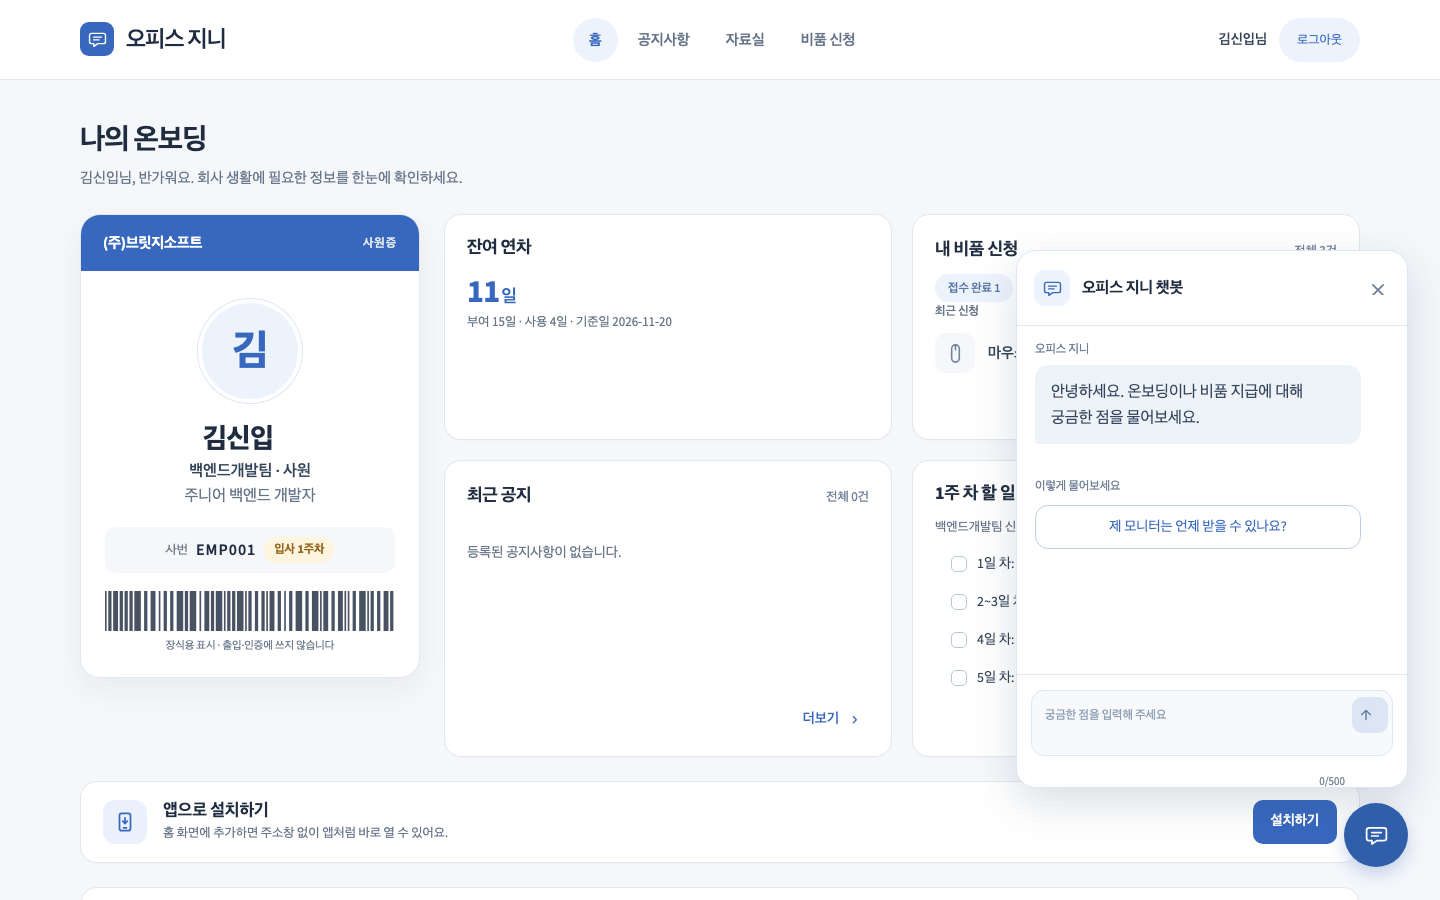 오피스 지니
홈
공지사항
자료실
비품 신청
김신입님
로그아웃
나의 온보딩
김신입님, 반가워요. 회사 생활에 필요한 정보를 한눈에 확인하세요.
(주)브릿지소프트
사원증
김
김신입
백엔드개발팀 · 사원
주니어 백엔드 개발자
사번 EMP001 입사 1주차
장식용 표시 · 출입·인증에 쓰지 않습니다
잔여 연차
11일
부여 15일 · 사용 4일 · 기준일 2026-11-20
내 비품 신청
접수 완료 1
최근 신청
최근 공지
전체 0건
등록된 공지사항이 없습니다.
더보기
1주 차 할 일
백엔드개발팀 신
1일 차:
2~3일
4일 차:
5일 차:
오피스 지니 챗봇
오피스 지니
안녕하세요. 온보딩이나 비품 지급에 대해
궁금한 점을 물어보세요.
이렇게 물어보세요
제 모니터는 언제 받을 수 있나요?
궁금한 점을 입력해 주세요
0/500
앱으로 설치하기
홈 화면에 추가하면 주소창 없이 앱처럼 바로 열 수 있어요.
설치하기